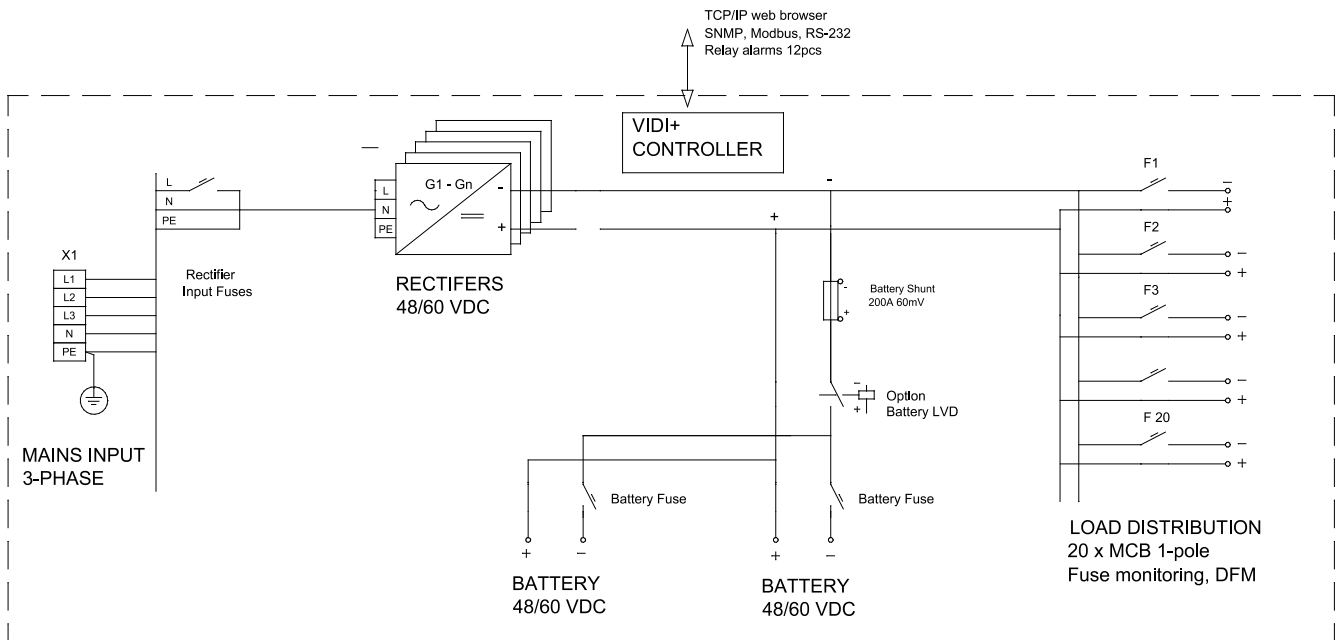 TCP/IP web browser
SNMP, Modbus, RS-232
Relay alarms 12pcs
VIDI+
CONTROLLER
L
N
PE
X1
L1
L2
L3
N
PE
Rectifier
Input Fuses
MAINS INPUT
3-PHASE
L
N
PE
G1 - Gn
-
+
RECTIFERS
48/60 VDC
-
+
Battery Shunt
200A 60mV
-
+
-
+
Option
Battery LVD
Battery Fuse
Battery Fuse
+ -
BATTERY
48/60 VDC
+ -
BATTERY
48/60 VDC
F1
-
+
F2
-
+
F3
-
+
-
+
F 20
-
+
LOAD DISTRIBUTION
20 x MCB 1-pole
Fuse monitoring, DFM